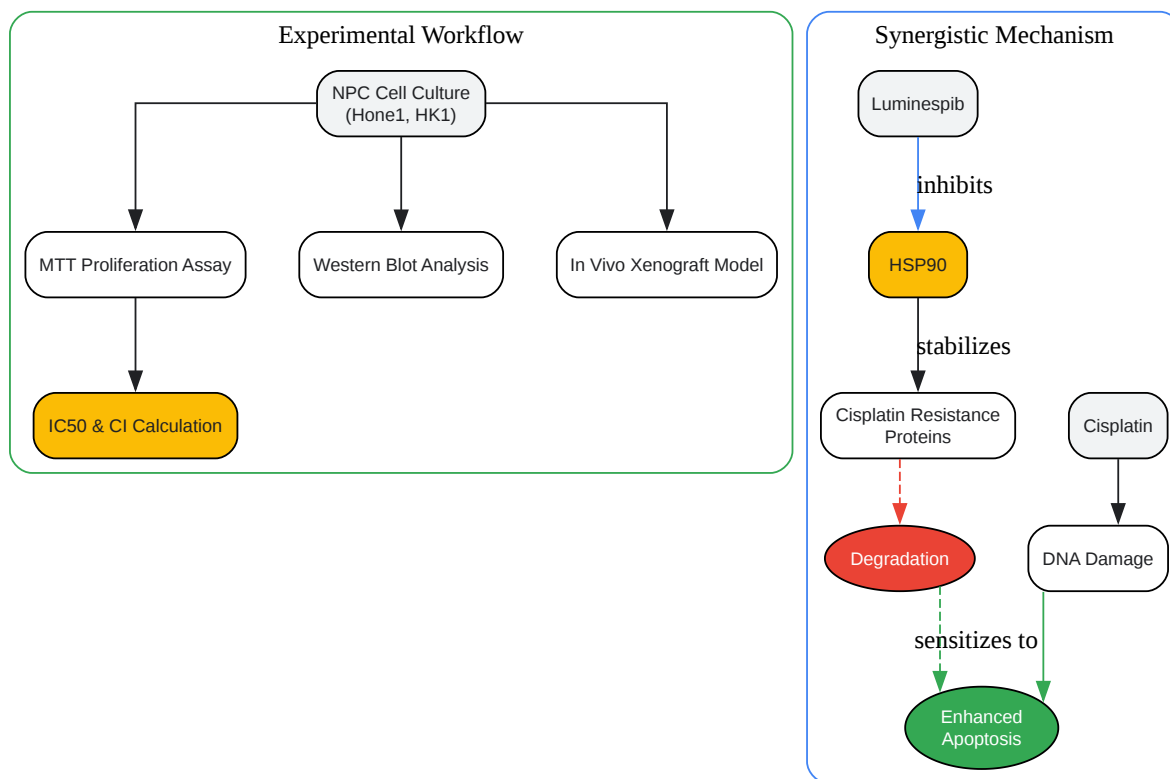 Experimental Workflow
NPC Cell Culture
(Hone1, HK1)
MTT Proliferation Assay
Western Blot Analysis
In Vivo Xenograft Model
IC50 & CI Calculation
Synergistic Mechanism
Luminespib
inhibits
HSP90
stabilizes
Cisplatin Resistance
Proteins
Cisplatin
Degradation
DNA Damage
sensitizes to
Enhanced
Apoptosis